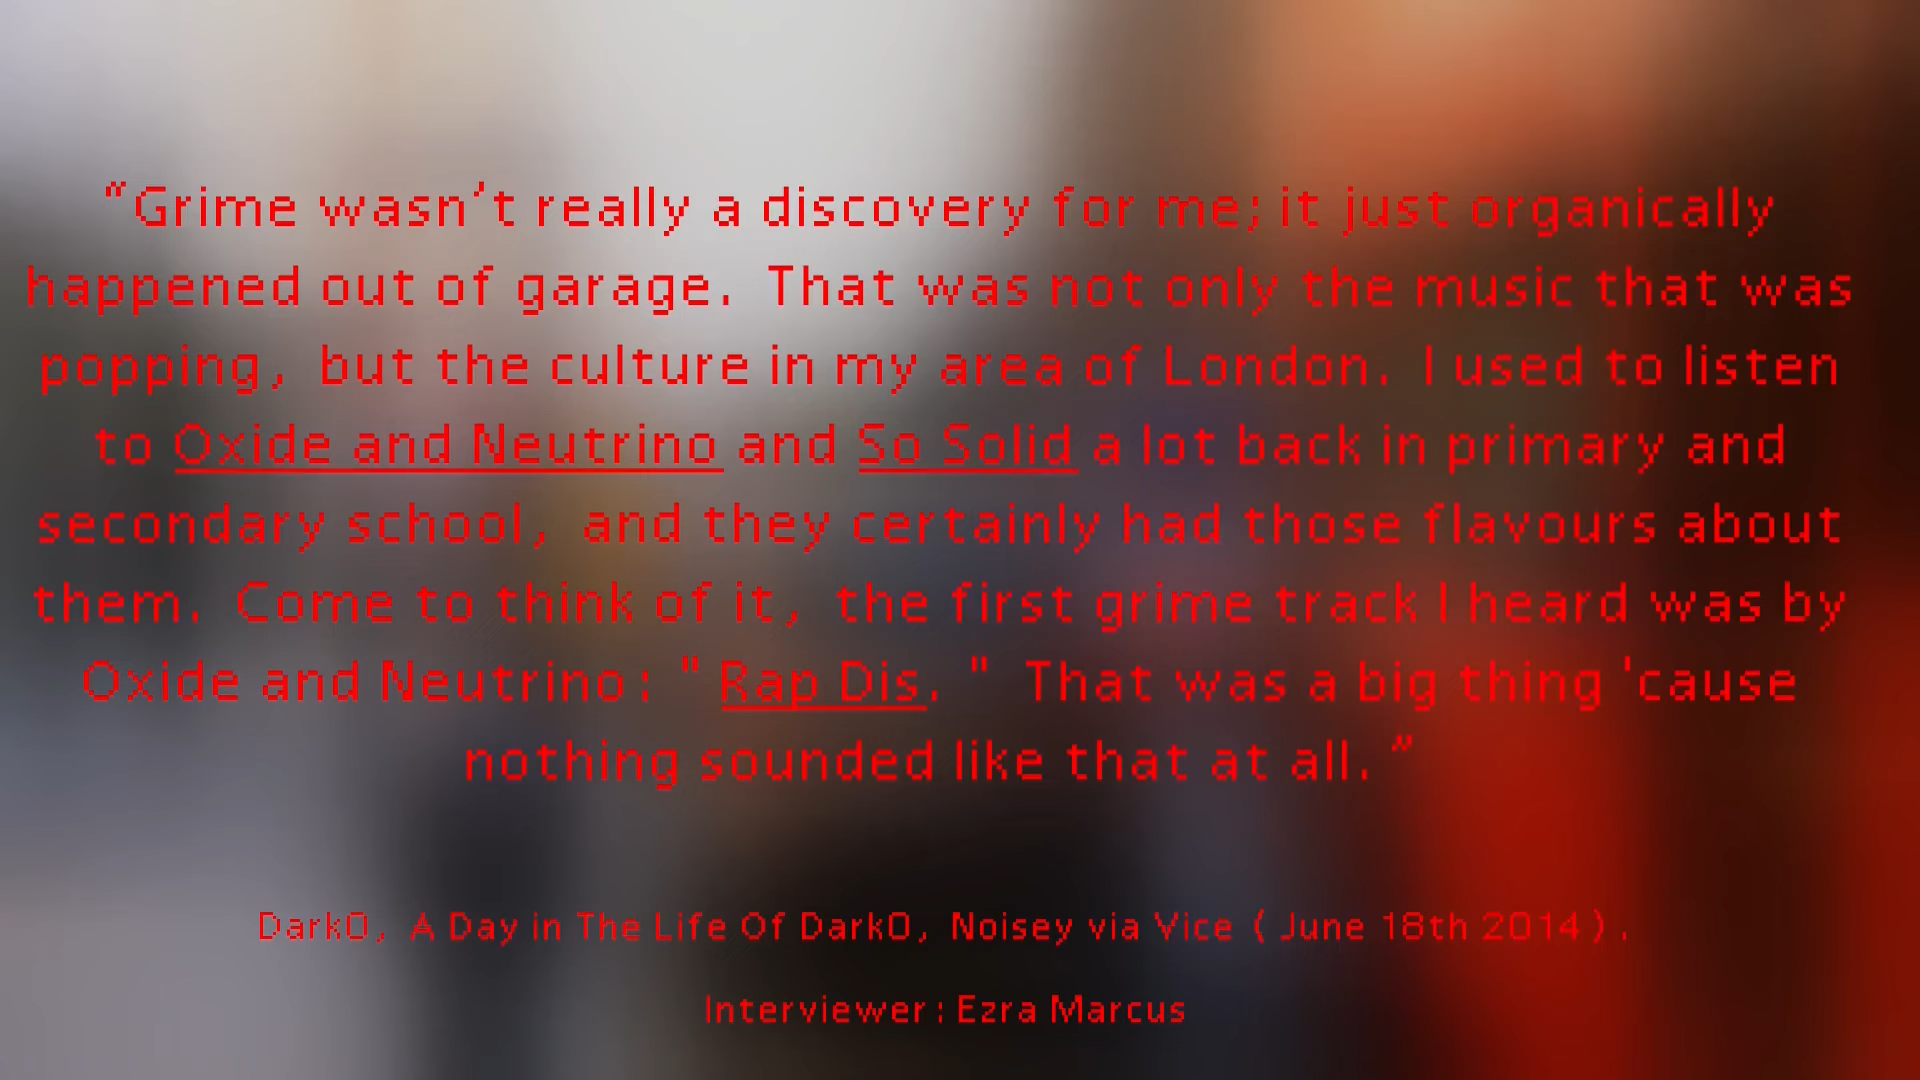 “Grime wasn’t really a discovery for me; it just organically
happened out of garage. That was not only the music that was
popping, but the culture in my area of London. I used to listen
to Oxide and Neutrino and So Solid a lot back in primary and
secondary school, and they certainly had those flavours about
them. Come to think of it, the first grime track I heard was by
Oxide and Neutrino: "Rap Dis." That was a big thing 'cause
nothing sounded like that at all.”
Dark0, A Day in The Life Of Dark0, Noisey via Vice (June 18th 2014).
Interviewer: Ezra Marcus